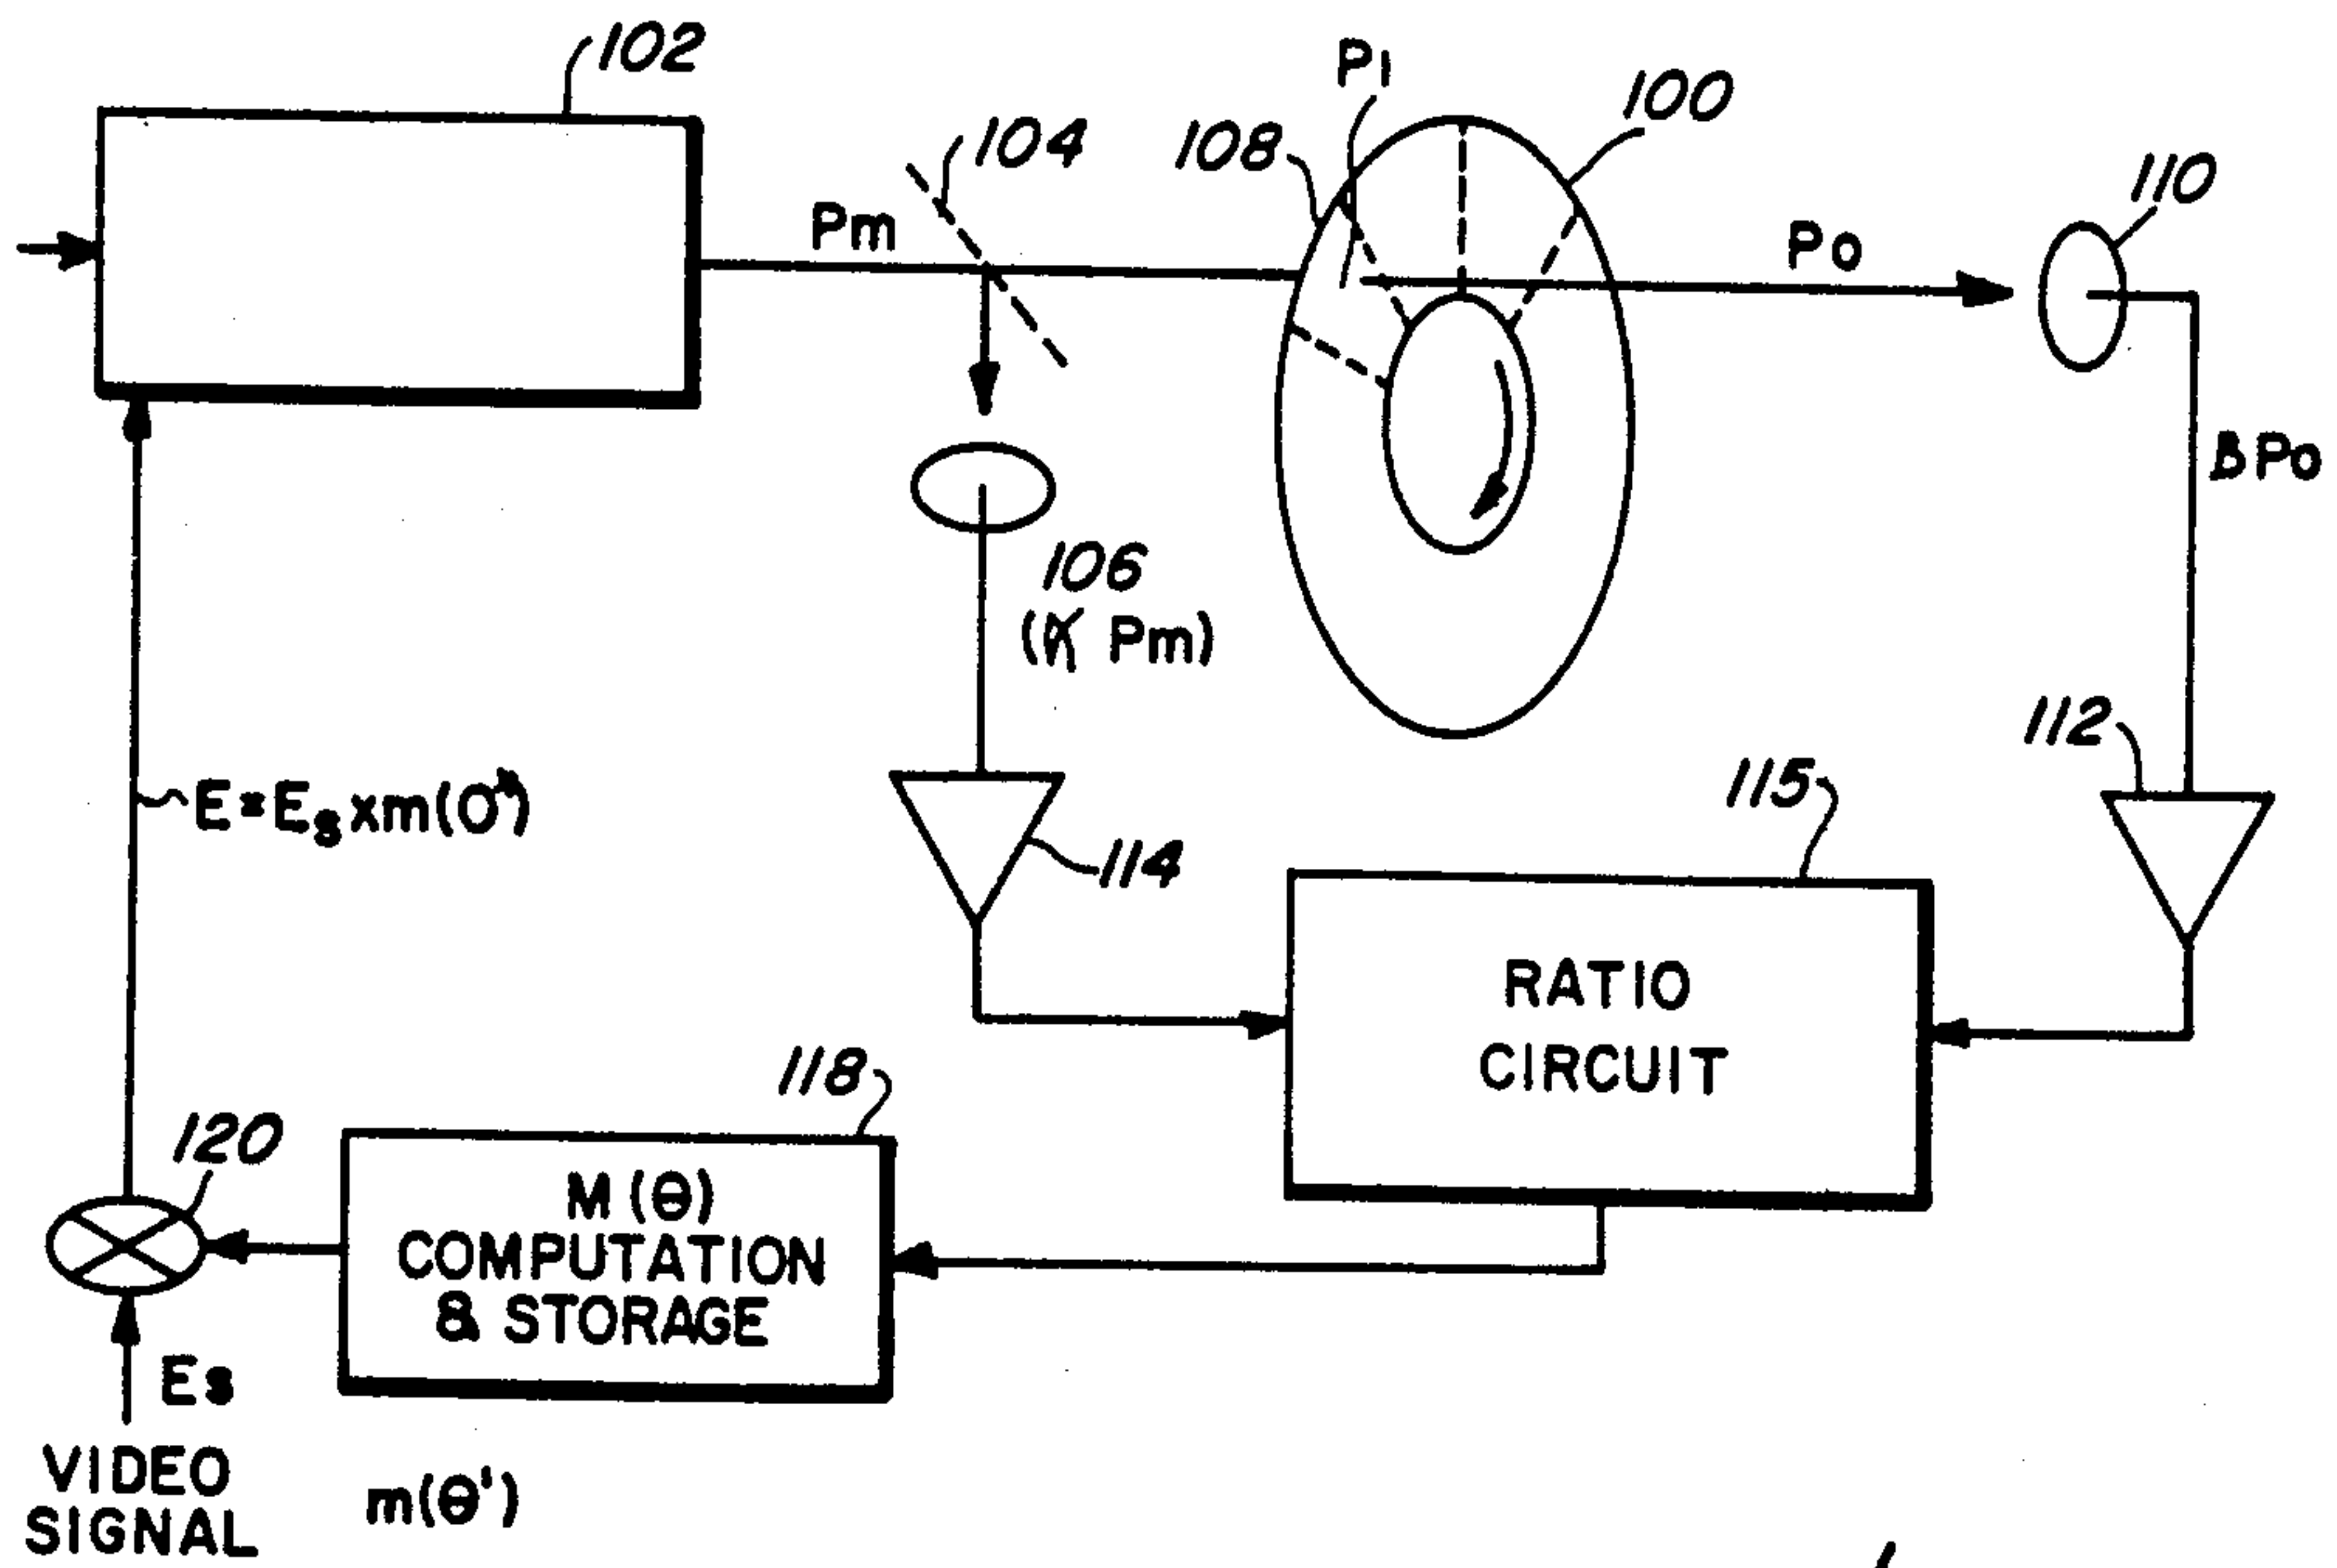 102
P1
100
104
108
110
Pm
Po
βPo
106
(K Pm)
112
115
E=Esxm(O')
114
RATIO
CIRCUIT
118
120
M(Θ)
COMPUTATION
& STORAGE
Es
VIDEO
SIGNAL
m(Θ')